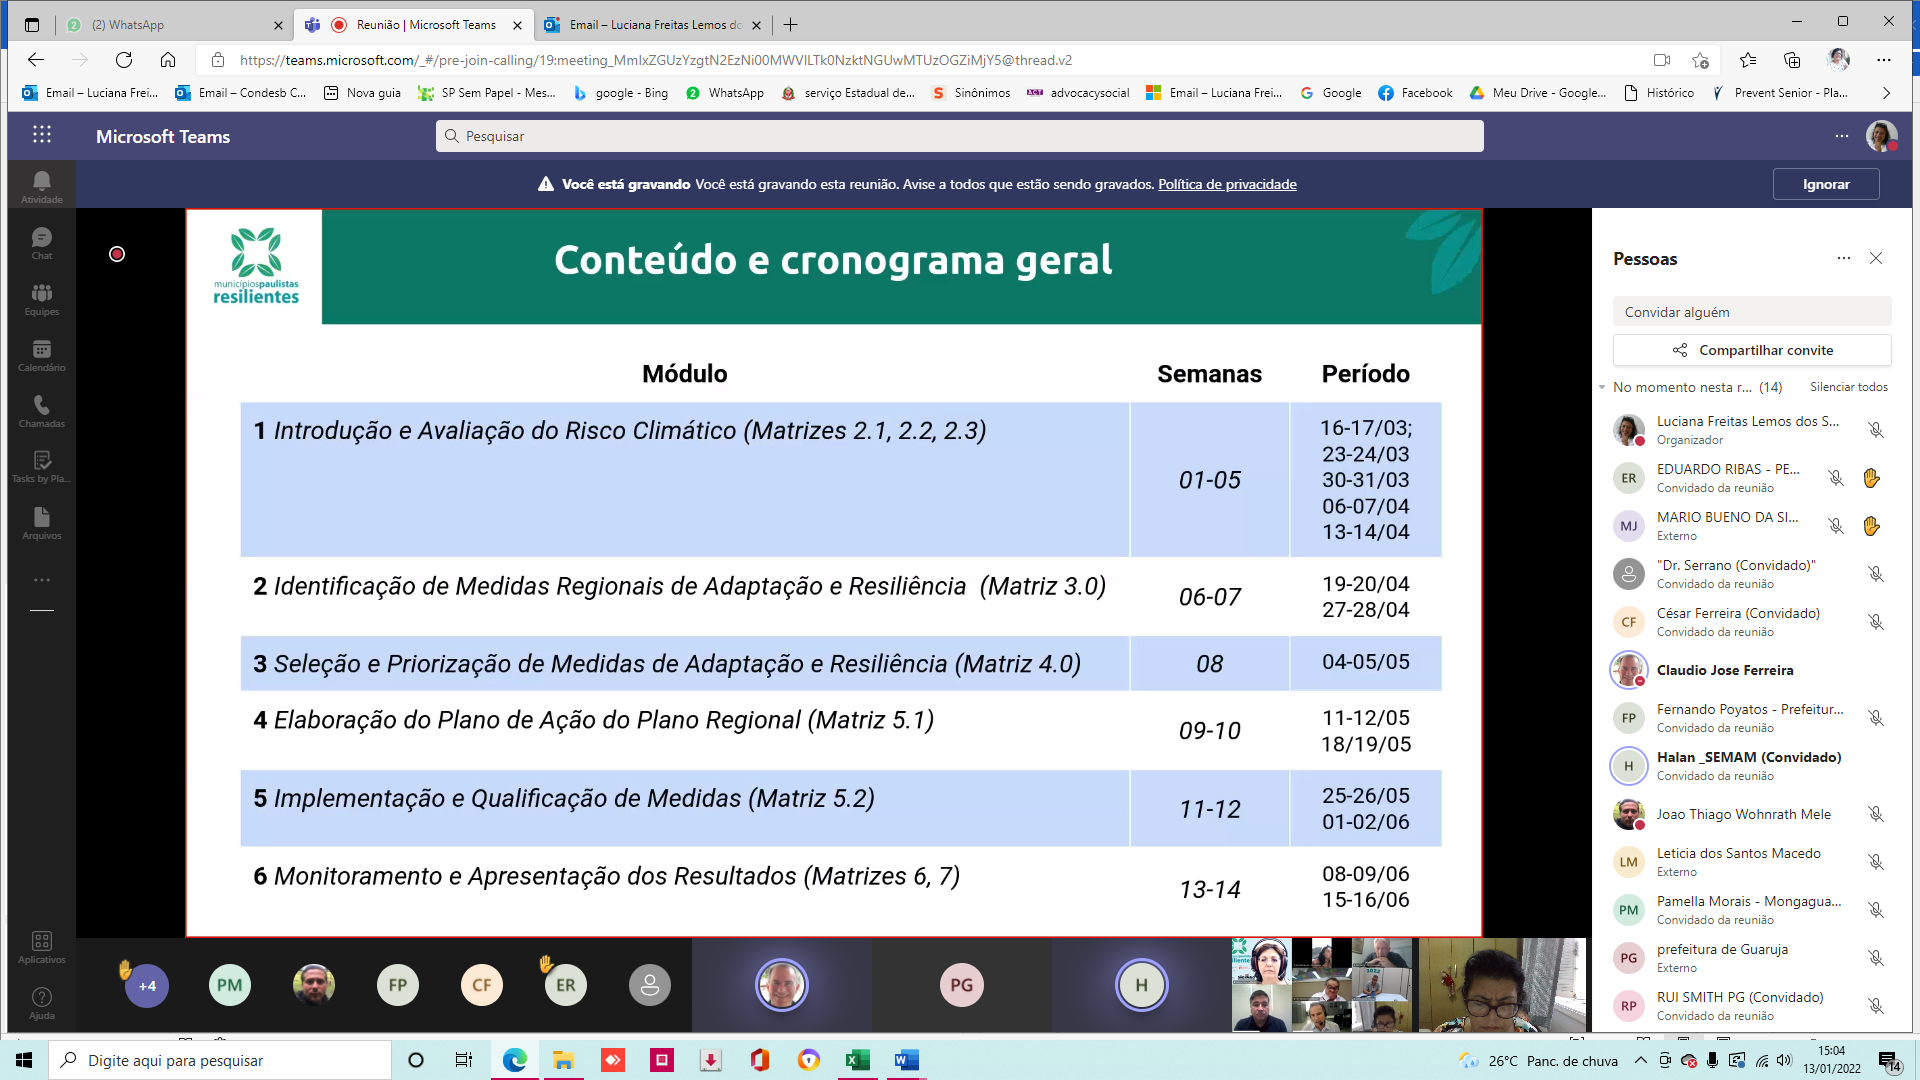 (2) WhatsApp
Reunião | Microsoft Teams
Email – Luciana Freitas Lemos do
https://teams.microsoft.com/_#/pre-join-calling/19:meeting_MmIxZGUzYzgtN2EzNi00MWVlLTk0NzktNGUwMTUzOGZiMjY5@thread.v2
Email – Luciana Frei...
Email – Condesb C...
Nova guia
SP Sem Papel - Mes...
google - Bing
WhatsApp
serviço Estadual de...
Sinônimos
advocacysocial
Email – Luciana Frei...
Google
Facebook
Meu Drive - Google...
Histórico
Prevent Senior - Pla...
Microsoft Teams
Pesquisar
Você está gravando Você está gravando esta reunião. Avise a todos que estão sendo gravados. Política de privacidade
Ignorar
Atividade
Chat
Equipes
Calendário
Chamadas
Tasks by Pla...
Arquivos
Aplicativos
Ajuda
municípiospaulistas
resilientes
Conteúdo e cronograma geral
Módulo Semanas Período
1 Introdução e Avaliação do Risco Climático (Matrizes 2.1, 2.2, 2.3)
01-05
16-17/03;
23-24/03
30-31/03
06-07/04
13-14/04
2 Identificação de Medidas Regionais de Adaptação e Resiliência (Matriz 3.0)
06-07
19-20/04
27-28/04
3 Seleção e Priorização de Medidas de Adaptação e Resiliência (Matriz 4.0)
08
04-05/05
4 Elaboração do Plano de Ação do Plano Regional (Matriz 5.1)
09-10
11-12/05
18/19/05
5 Implementação e Qualificação de Medidas (Matriz 5.2)
11-12
25-26/05
01-02/06
6 Monitoramento e Apresentação dos Resultados (Matrizes 6, 7)
13-14
08-09/06
15-16/06
+4
PM
FP
CF
ER
PG
H
Pessoas
Convidar alguém
Compartilhar convite
No momento nesta r... (14)
Silenciar todos
Luciana Freitas Lemos dos S...
Organizador
ER
EDUARDO RIBAS - PE...
Convidado da reunião
MJ
MARIO BUENO DA SI...
Externo
"Dr. Serrano (Convidado)"
Convidado da reunião
CF
César Ferreira (Convidado)
Convidado da reunião
Claudio Jose Ferreira
FP
Fernando Poyatos - Prefeitur...
Convidado da reunião
H
Halan _SEMAM (Convidado)
Convidado da reunião
Joao Thiago Wohnrath Mele
LM
Leticia dos Santos Macedo
Externo
PM
Pamella Morais - Mongagua...
Convidado da reunião
PG
prefeitura de Guaruja
Externo
RP
RUI SMITH PG (Convidado)
Convidado da reunião
Digite aqui para pesquisar
26°C Panc. de chuva
15:04
13/01/2022
14